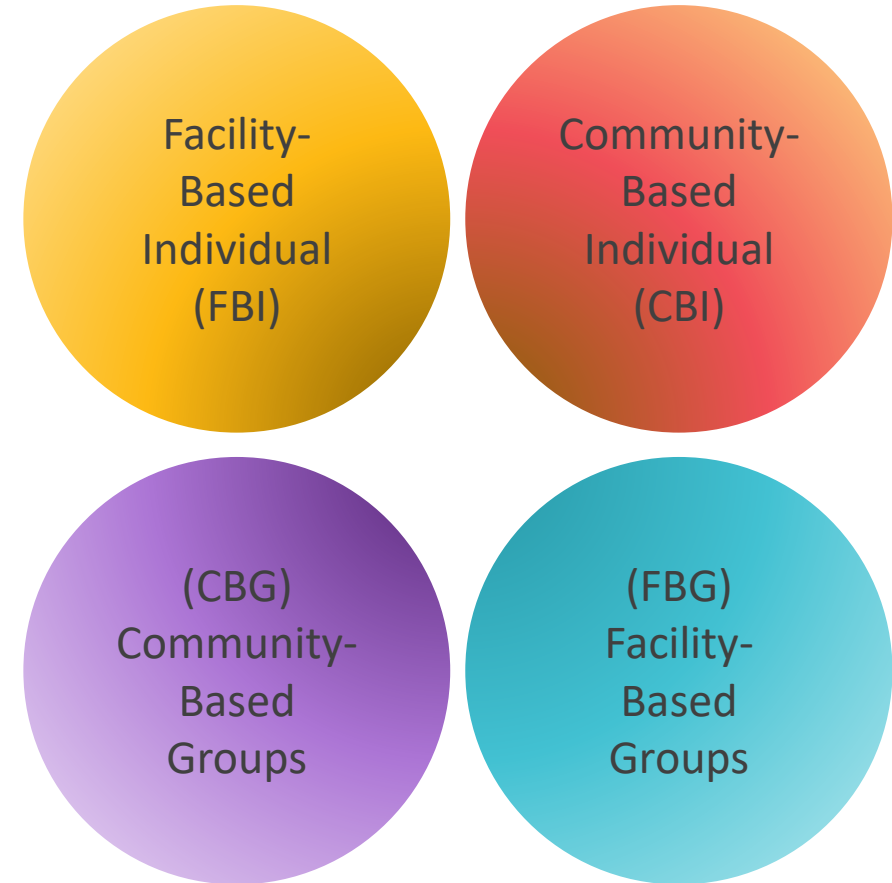 Facility-
Based
Individual
(FBI)
Community-
Based
Individual
(CBI)
(CBG)
Community-
Based
Groups
(FBG)
Facility-
Based
Groups